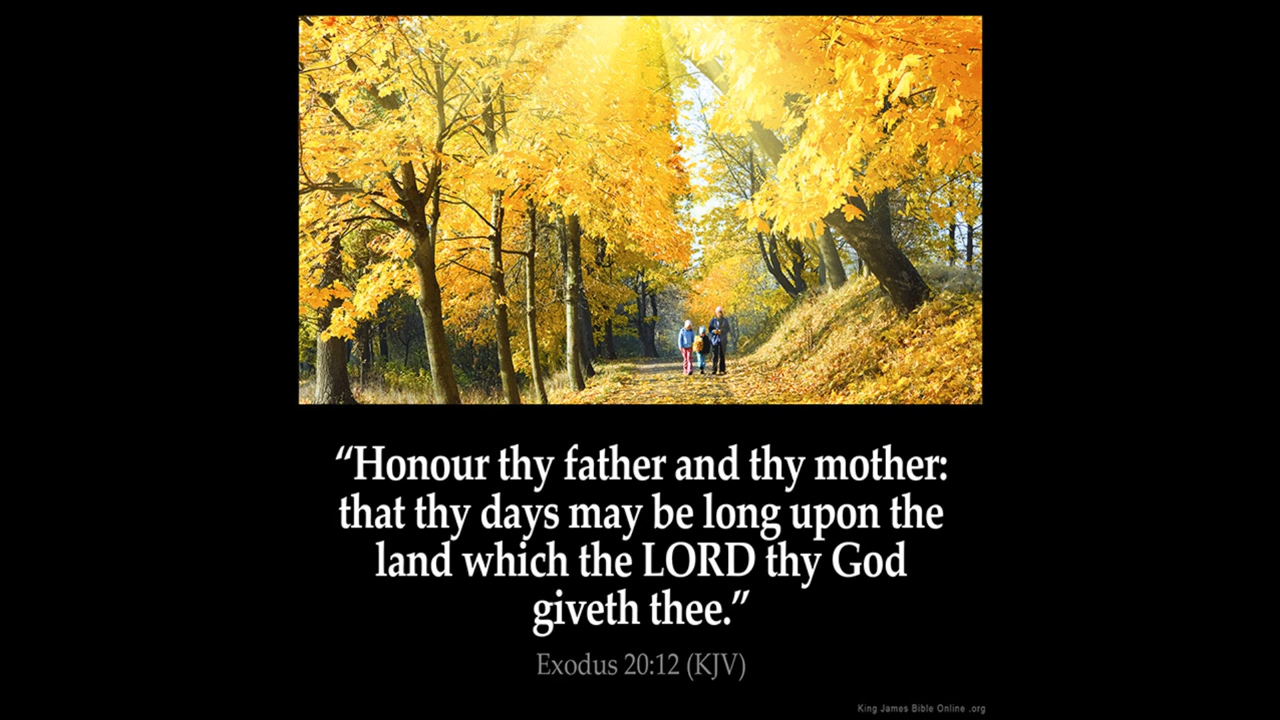 “Honour thy father and thy mother:
that thy days may be long upon the
land which the LORD thy God
giveth thee.”
Exodus 20:12 (KJV)
King James Bible Online .org